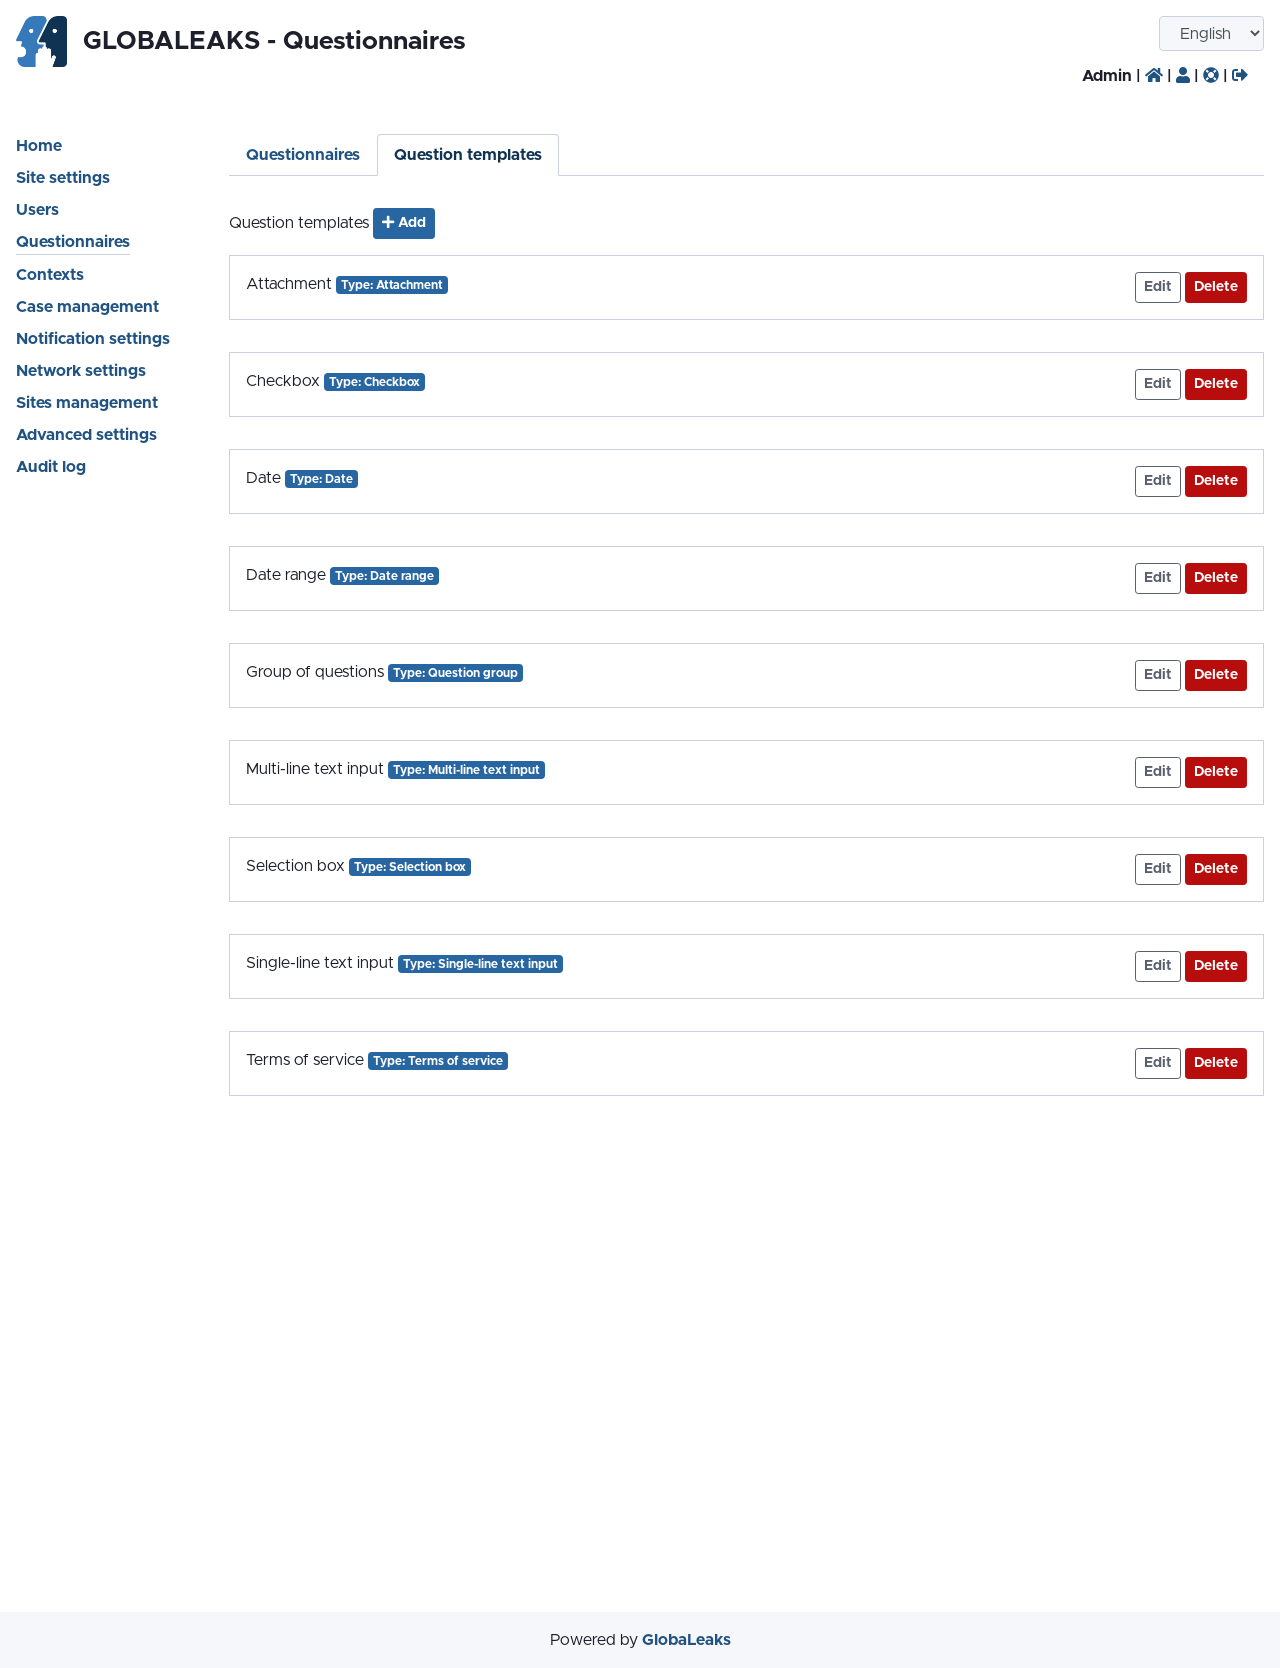 GLOBALEAKS - Questionnaires
English
Admin | | | |
Home
Site settings
Users
Questionnaires
Contexts
Case management
Notification settings
Network settings
Sites management
Advanced settings
Audit log
Questionnaires Question templates
Question templates Add
Attachment Type: Attachment Edit Delete
Checkbox Type: Checkbox Edit Delete
Date Type: Date Edit Delete
Date range Type: Date range Edit Delete
Group of questions Type: Question group Edit Delete
Multi-line text input Type: Multi-line text input Edit Delete
Selection box Type: Selection box Edit Delete
Single-line text input Type: Single-line text input Edit Delete
Terms of service Type: Terms of service Edit Delete
Powered by GlobaLeaks